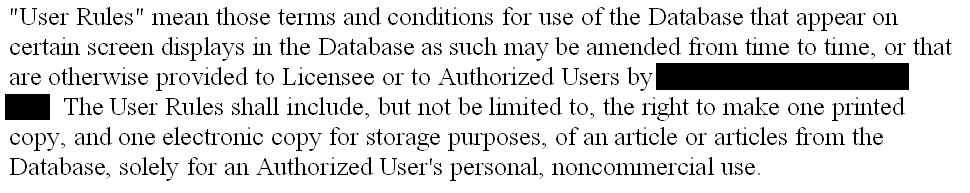 "User Rules" mean those terms and conditions for use of the Database that appear on
certain screen displays in the Database as such may be amended from time to time, or that
are otherwise provided to Licensee or to Authorized Users by
The User Rules shall include, but not be limited to, the right to make one printed
copy, and one electronic copy for storage purposes, of an article or articles from the
Database, solely for an Authorized User's personal, noncommercial use.